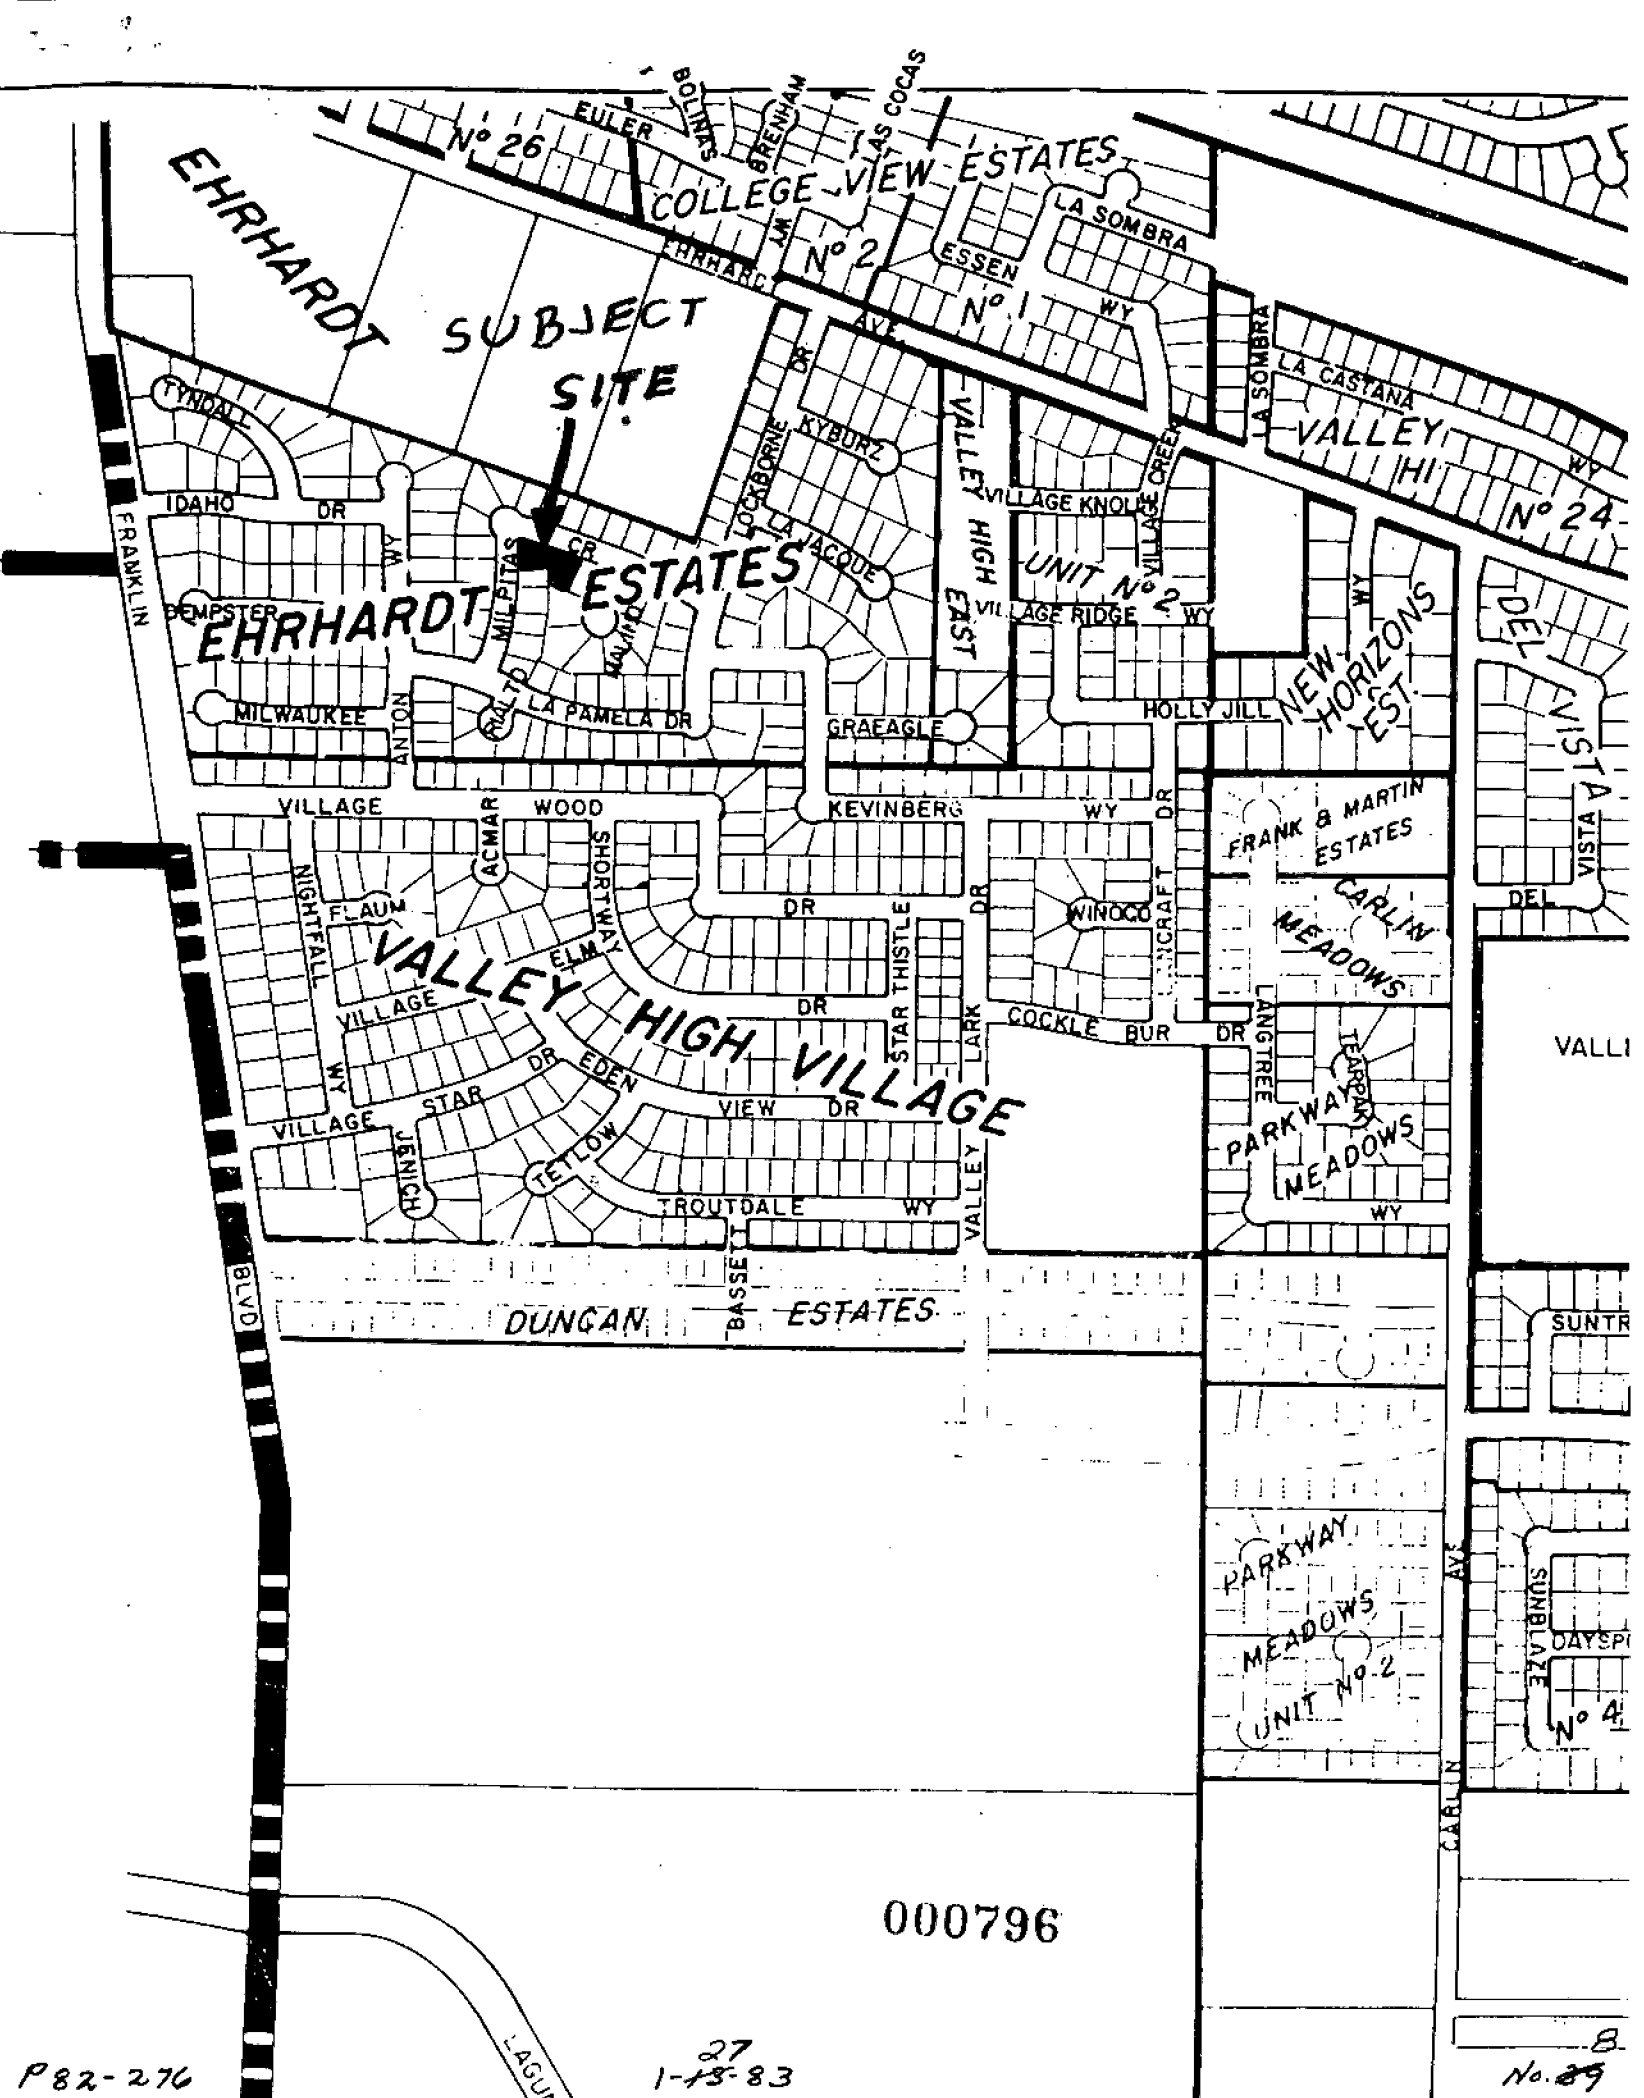 BOLINAS
BRENHAM
WY
LAS COCAS
EULER
Nº 26
COLLEGE VIEW ESTATES
EHRHARDT
LA SOMBRA
Nº 2
ESSEN
WY
Nº 1
SUBJECT
SITE
AVE.
LA SOMBRA
LA CASTANA
WY
VALLEY
HI
Nº 24
TYNDALL
DR
LOCKBORNE
KYBURZ
LA JACQUE
VALLEY HIGH EAST
VILLAGE KNOLL
VILLAGE CREEK
UNIT Nº 2
VILLAGE RIDGE WY
IDAHO DR
WY
FRANKLIN
MILPITAS
CR
EHRHARDT ESTATES
DEMPSTER
MALIHO
WY
NEW HORIZONS EST.
DEL VISTA
MILWAUKEE
ANTON
RIALTO
LA PAMELA DR
GRAEAGLE
HOLLY JILL
VILLAGE WOOD
KEVINBERG WY
DR
ACMAR
SHORTWAY
FRANK & MARTIN
ESTATES
VISTA
DEL
NIGHTFALL
WY
FLAUM
DR
DR
STAR THISTLE
WINOCO
CARLIN
MEADOWS
VALLEY HIGH VILLAGE
VILLAGE ELM
DR
VALLEY LARK
COCKLE BUR DR
LANGTREE
VALLI
VILLAGE STAR DR
EDEN VIEW DR
PARKWAY
MEADOWS
JENICH
TETLOW
TROUTDALE WY
WY
BLVD
BASSETT
DUNCAN ESTATES
SUNTR
PARKWAY
MEADOWS
UNIT Nº 2
AVE
SUNBLAZE
DAYSPI
Nº 4
CARLIN
000796
LAGU
P82-276
27
1-13-83
8
No. 29